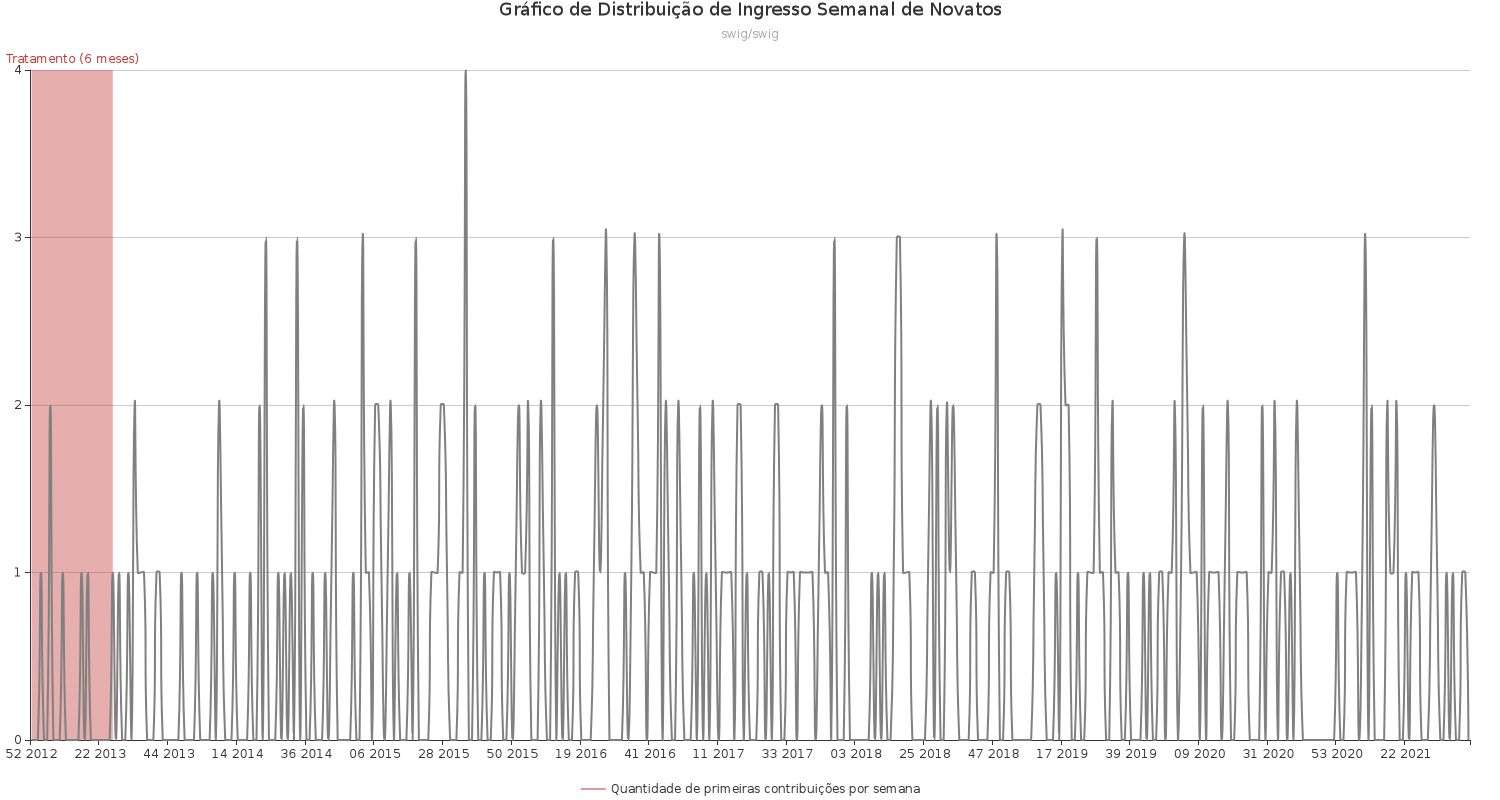 Gráfico de Distribuição de Ingresso Semanal de Novatos
swig/swig
Tratamento (6 meses)
4
3
2
1
0
52 2012 22 2013 44 2013 14 2014 36 2014 06 2015 28 2015 50 2015 19 2016 41 2016 11 2017 33 2017 03 2018 25 2018 47 2018 17 2019 39 2019 09 2020 31 2020 53 2020 22 2021
Quantidade de primeiras contribuições por semana